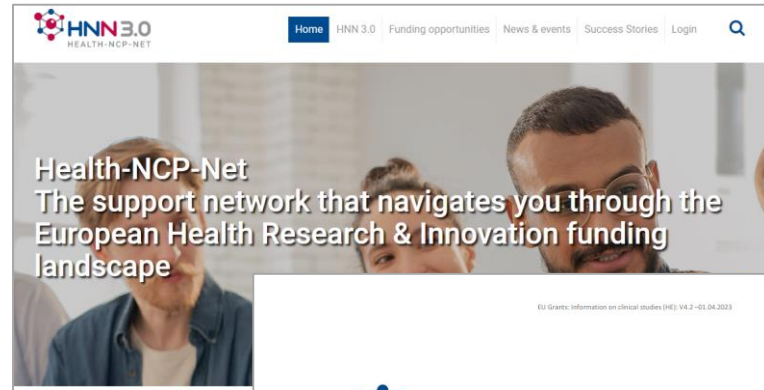 HNN 3.0
HEALTH-NCP-NET
Home HNN 3.0 Funding opportunities News & events Success Stories Login
Health-NCP-Net
The support network that navigates you through the
European Health Research & Innovation funding
landscape
EU Grants: Information on clinical studies (HE): V4.2 –01.04.2023